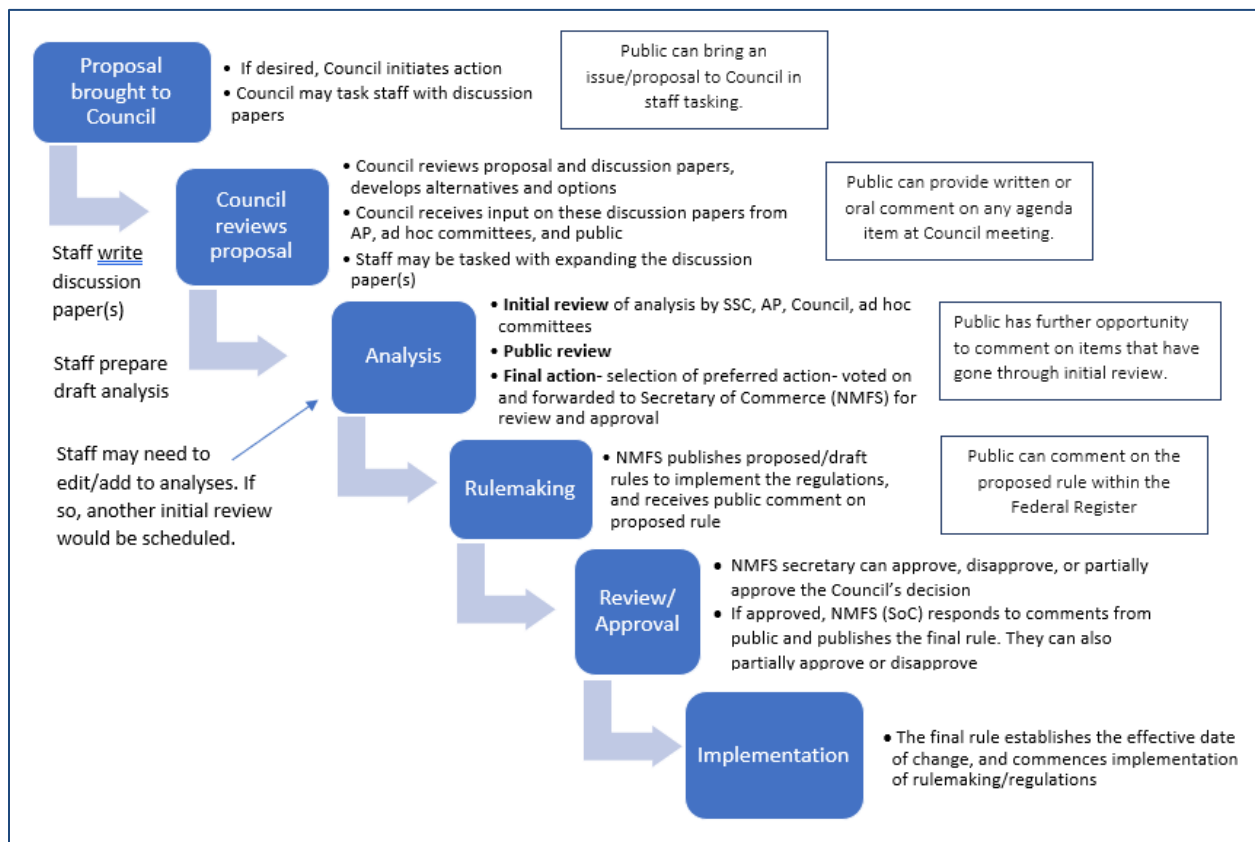 Proposal
brought to
Council
• If desired, Council initiates action
• Council may task staff with discussion
papers
Public can bring an
issue/proposal to Council in
staff tasking.
Staff write
discussion
paper(s)
Council
reviews
proposal
• Council reviews proposal and discussion papers,
develops alternatives and options
• Council receives input on these discussion papers from
AP, ad hoc committees, and public
• Staff may be tasked with expanding the discussion
paper(s)
Public can provide written or
oral comment on any agenda
item at Council meeting.
Staff prepare
draft analysis
Analysis
• Initial review of analysis by SSC, AP, Council, ad hoc
committees
• Public review
• Final action- selection of preferred action- voted on
and forwarded to Secretary of Commerce (NMFS) for
review and approval
Public has further opportunity
to comment on items that have
gone through initial review.
Staff may need to
edit/add to analyses. If
so, another initial review
would be scheduled.
Rulemaking
• NMFS publishes proposed/draft
rules to implement the regulations,
and receives public comment on
proposed rule
Public can comment on the
proposed rule within the
Federal Register
Review/
Approval
• NMFS secretary can approve, disapprove, or partially
approve the Council's decision
• If approved, NMFS (SoC) responds to comments from
public and publishes the final rule. They can also
partially approve or disapprove
Implementation
• The final rule establishes the effective date
of change, and commences implementation
of rulemaking/regulations